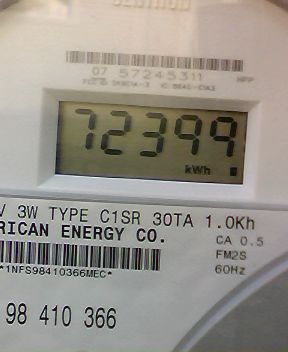 07 57245311
HPP
72399
kWh
V 3W TYPE C1SR 30TA 1.0Kh
RICAN ENERGY CO.
CA 0.5
FM2S
60Hz
*1NFS98410366MEC*
98 410 366